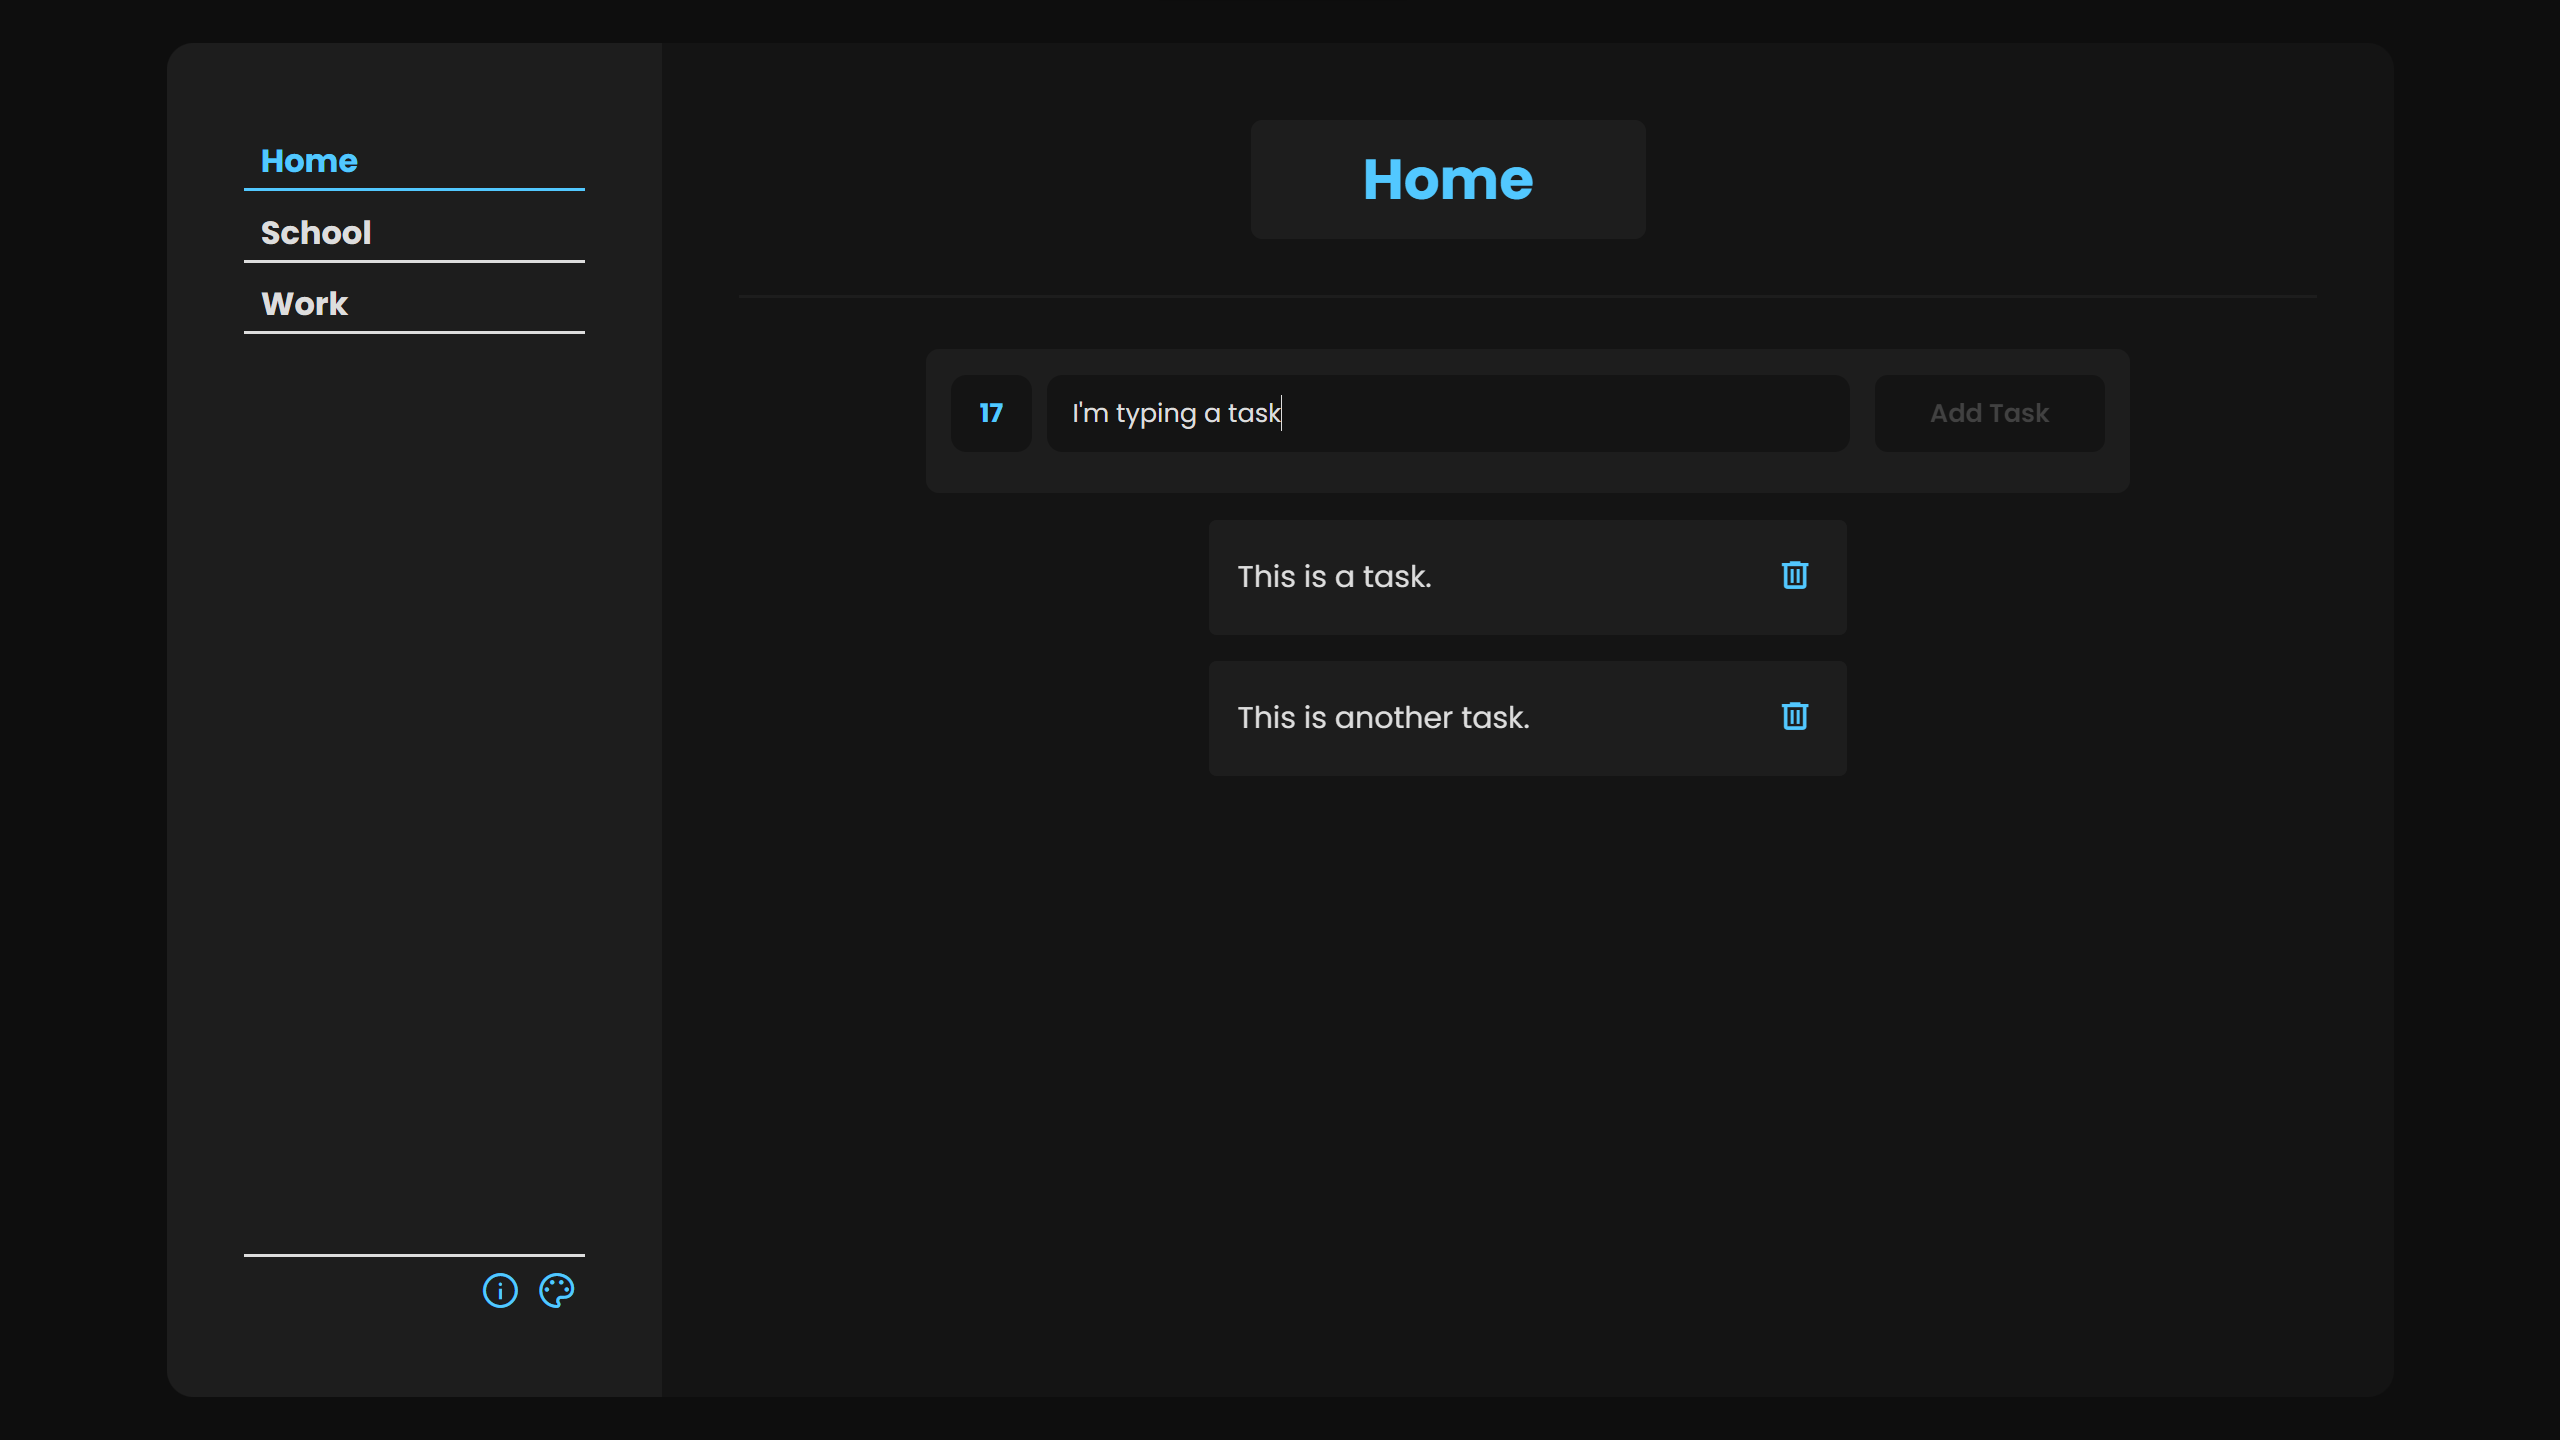 Home
School
Work
Home
17
I'm typing a task
Add Task
This is a task.
This is another task.